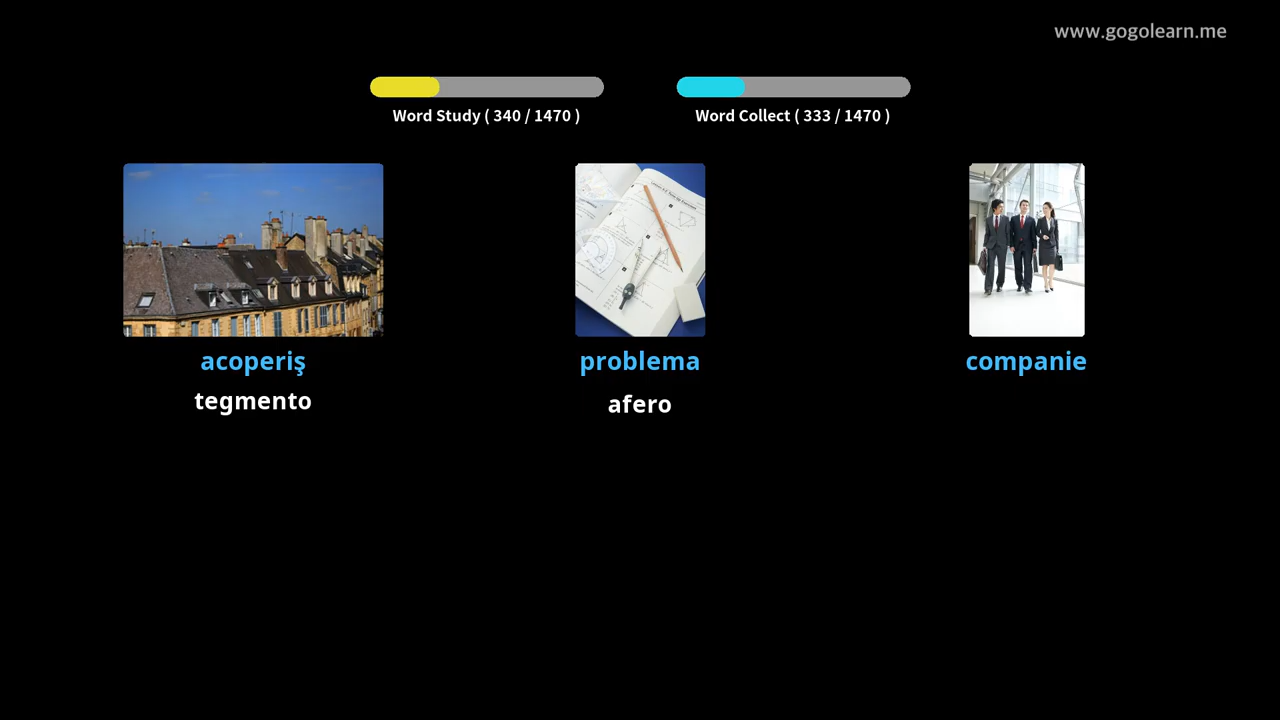 www.gogolearn.me
Word Study ( 340 / 1470 )
Word Collect ( 333 / 1470 )
acoperiş
problema
companie
tegmento
afero